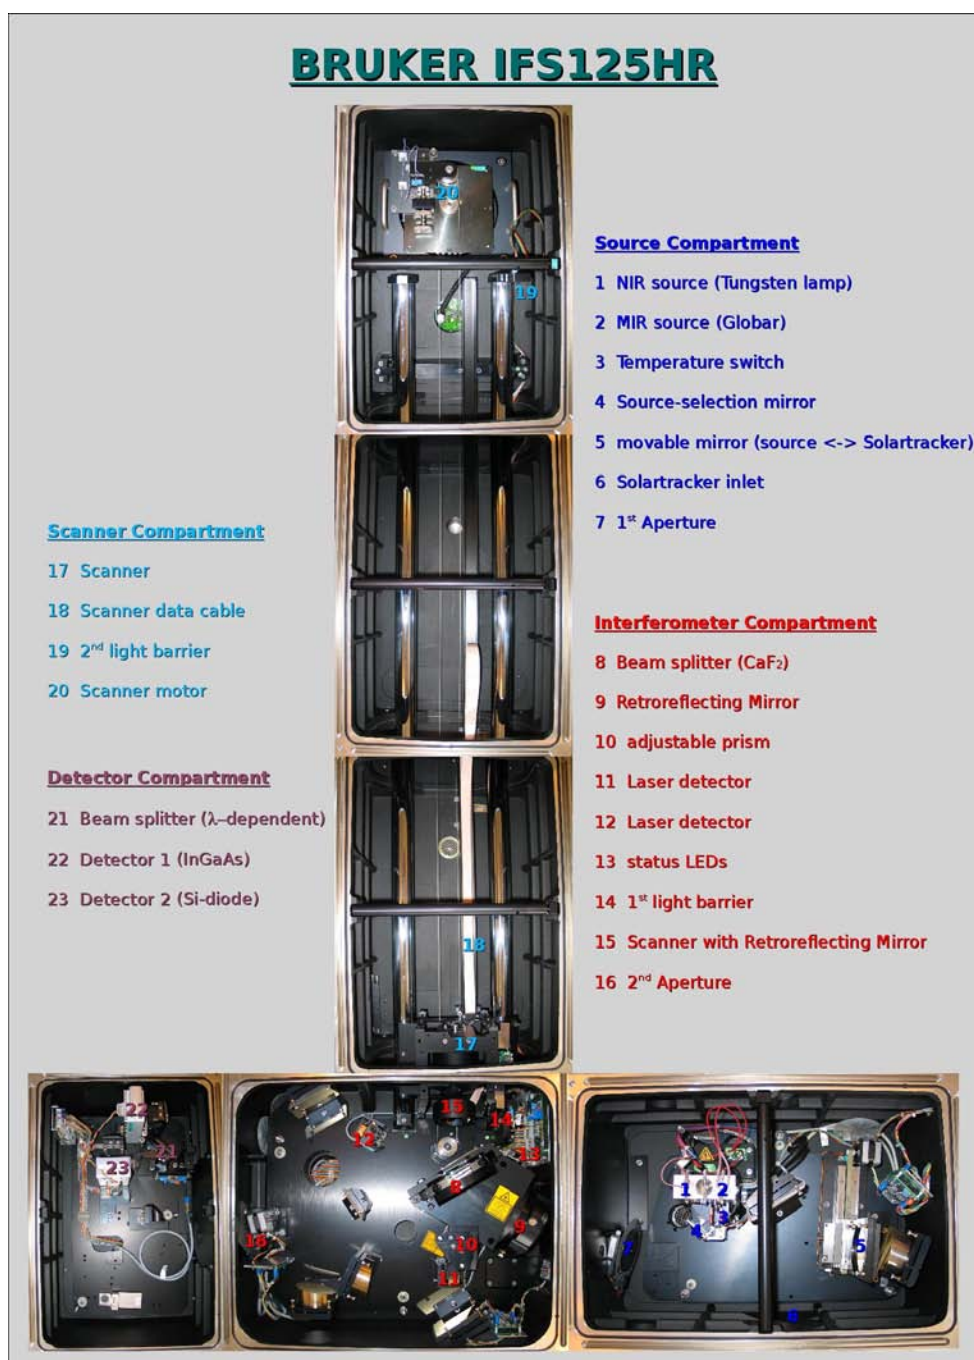 BRUKER IFS125HR
20
19
Source Compartment
1 NIR source (Tungsten lamp)
2 MIR source (Globar)
3 Temperature switch
4 Source-selection mirror
5 movable mirror (source <-> Solartracker)
6 Solartracker inlet
7 1st Aperture
Scanner Compartment
17 Scanner
18 Scanner data cable
19 2nd light barrier
20 Scanner motor
Interferometer Compartment
8 Beam splitter (CaF2)
9 Retroreflecting Mirror
10 adjustable prism
11 Laser detector
12 Laser detector
13 status LEDs
14 1st light barrier
15 Scanner with Retroreflecting Mirror
16 2nd Aperture
Detector Compartment
21 Beam splitter (λ–dependent)
22 Detector 1 (InGaAs)
23 Detector 2 (Si-diode)
18
17
22
21
23
15
14
12
13
8
9
16
10
11
1
2
3
4
5
7
6